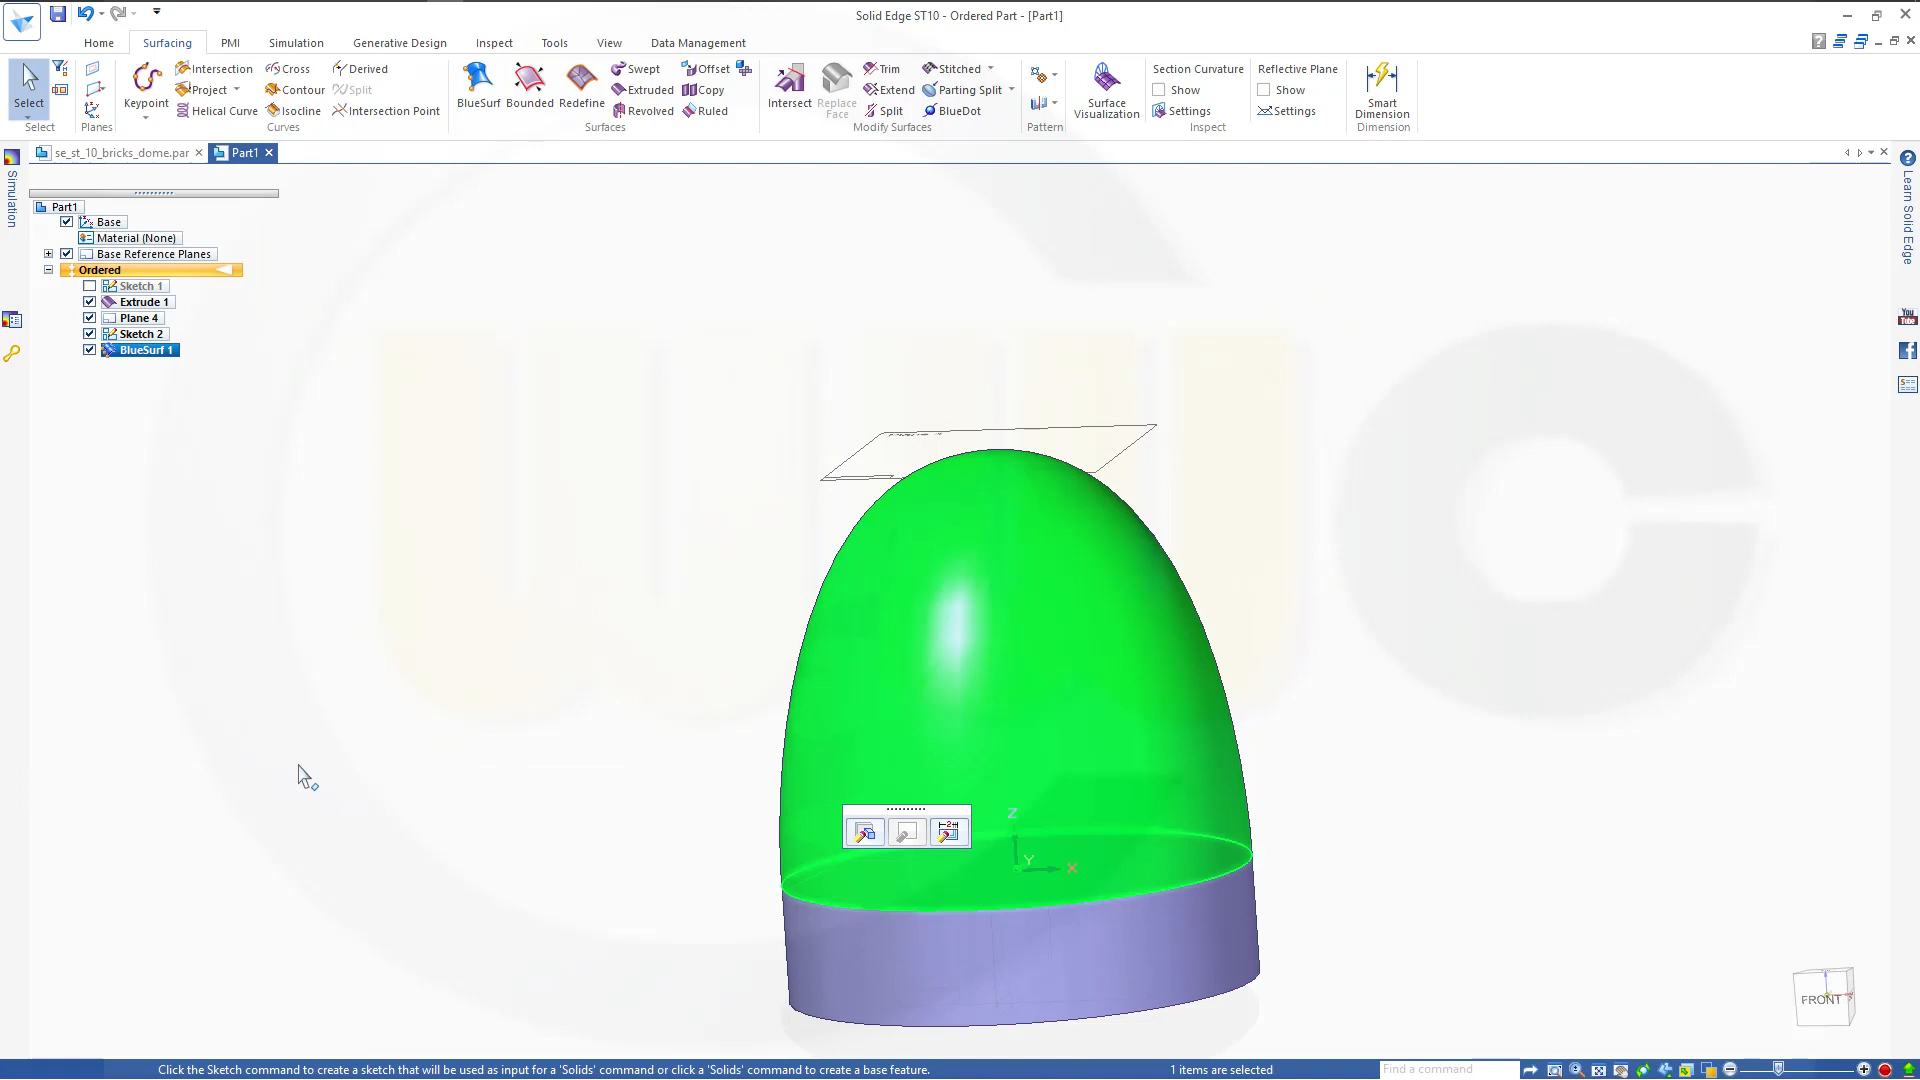 Solid Edge ST10 - Ordered Part - [Part1]
Home Surfacing PMI Simulation Generative Design Inspect Tools View Data Management
Select
Select
Planes
Keypoint
Intersection
Project
Helical Curve
Cross
Contour
Isocline
Derived
Split
Intersection Point
Curves
BlueSurf
Bounded
Redefine
Swept
Extruded
Revolved
Offset
Copy
Ruled
Surfaces
Intersect
Replace
Face
Trim
Extend
Split
Stitched
Parting Split
BlueDot
Modify Surfaces
Pattern
Surface
Visualization
Section Curvature
Show
Settings
Inspect
Reflective Plane
Show
Settings
Smart
Dimension
Dimension
se_st_10_bricks_dome.par
Part1
Simulation
Learn Solid Edge
You
Tube
Part1
Base
Material (None)
Base Reference Planes
Ordered
Sketch 1
Extrude 1
Plane 4
Sketch 2
BlueSurf 1
Z
Y
X
FRONT
Click the Sketch command to create a sketch that will be used as input for a 'Solids' command or click a 'Solids' command to create a base feature.
1 items are selected
Find a command